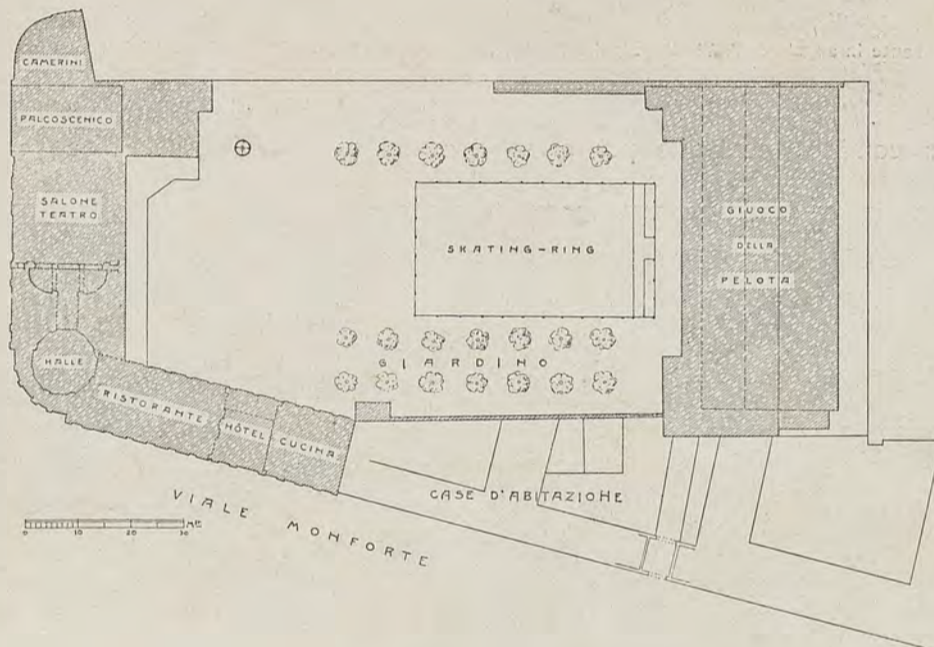 CAMERINI
PALCOSCENICO
SALONE
TEATRO
SKATING-RING
GIUOCO
DELLA
PELOTA
HALLE
GIARDINO
RISTORANTE
HÔTEL
CUCINA
CASE D'ABITAZIONE
VIALE MONFORTE
0 10 20 30